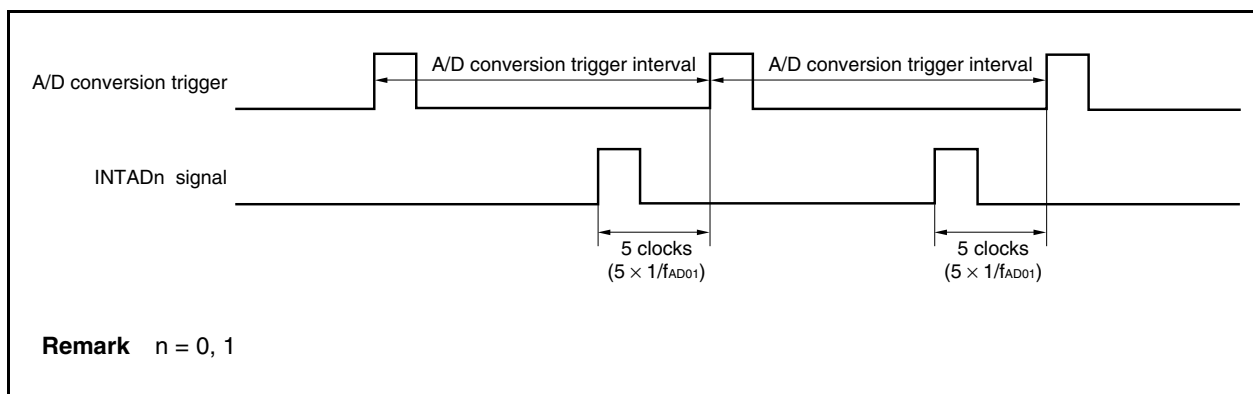 A/D conversion trigger interval A/D conversion trigger interval
A/D conversion trigger
INTADn signal
5 clocks 5 clocks
(5 × 1/fAD01) (5 × 1/fAD01)
Remark n = 0, 1